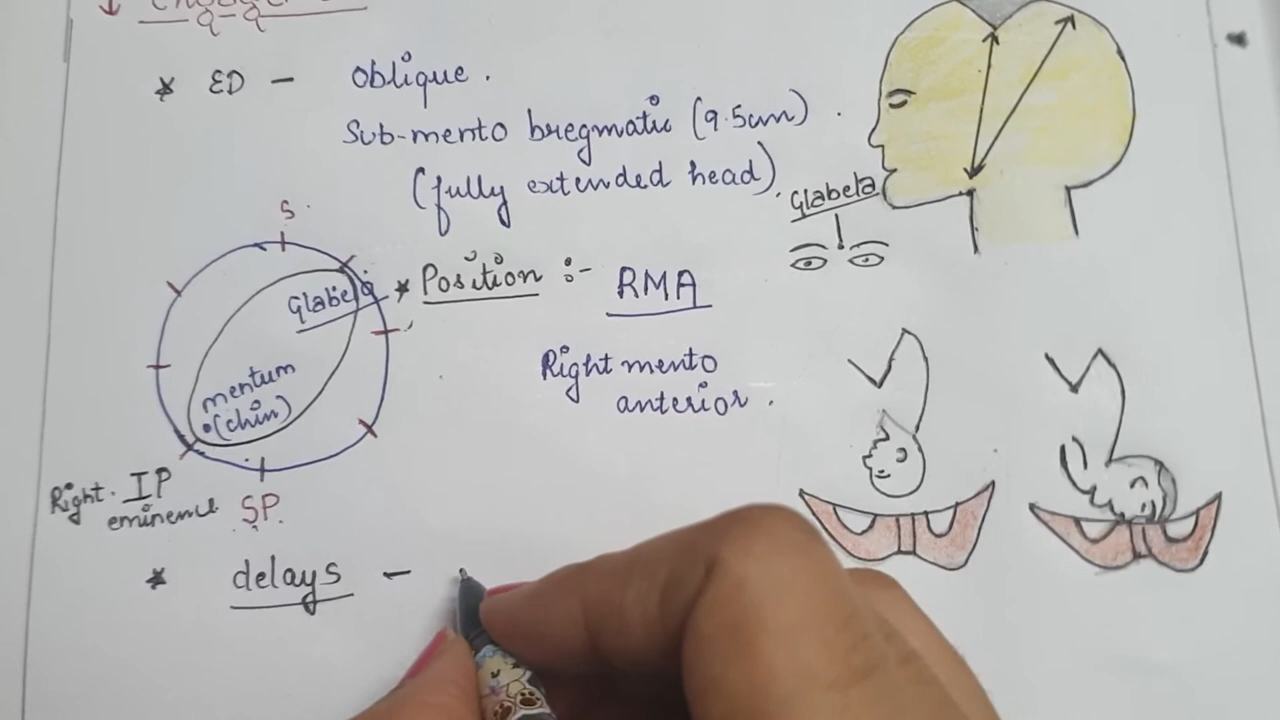 * ED - Oblique.
Sub-mento bregmatic (9.5cm).
(fully extended head).
Glabela
S.
Glabela
* Position :- RMA
Right mento
anterior.
mentum
(chin)
Right. IP
eminence
SP.
* delays -